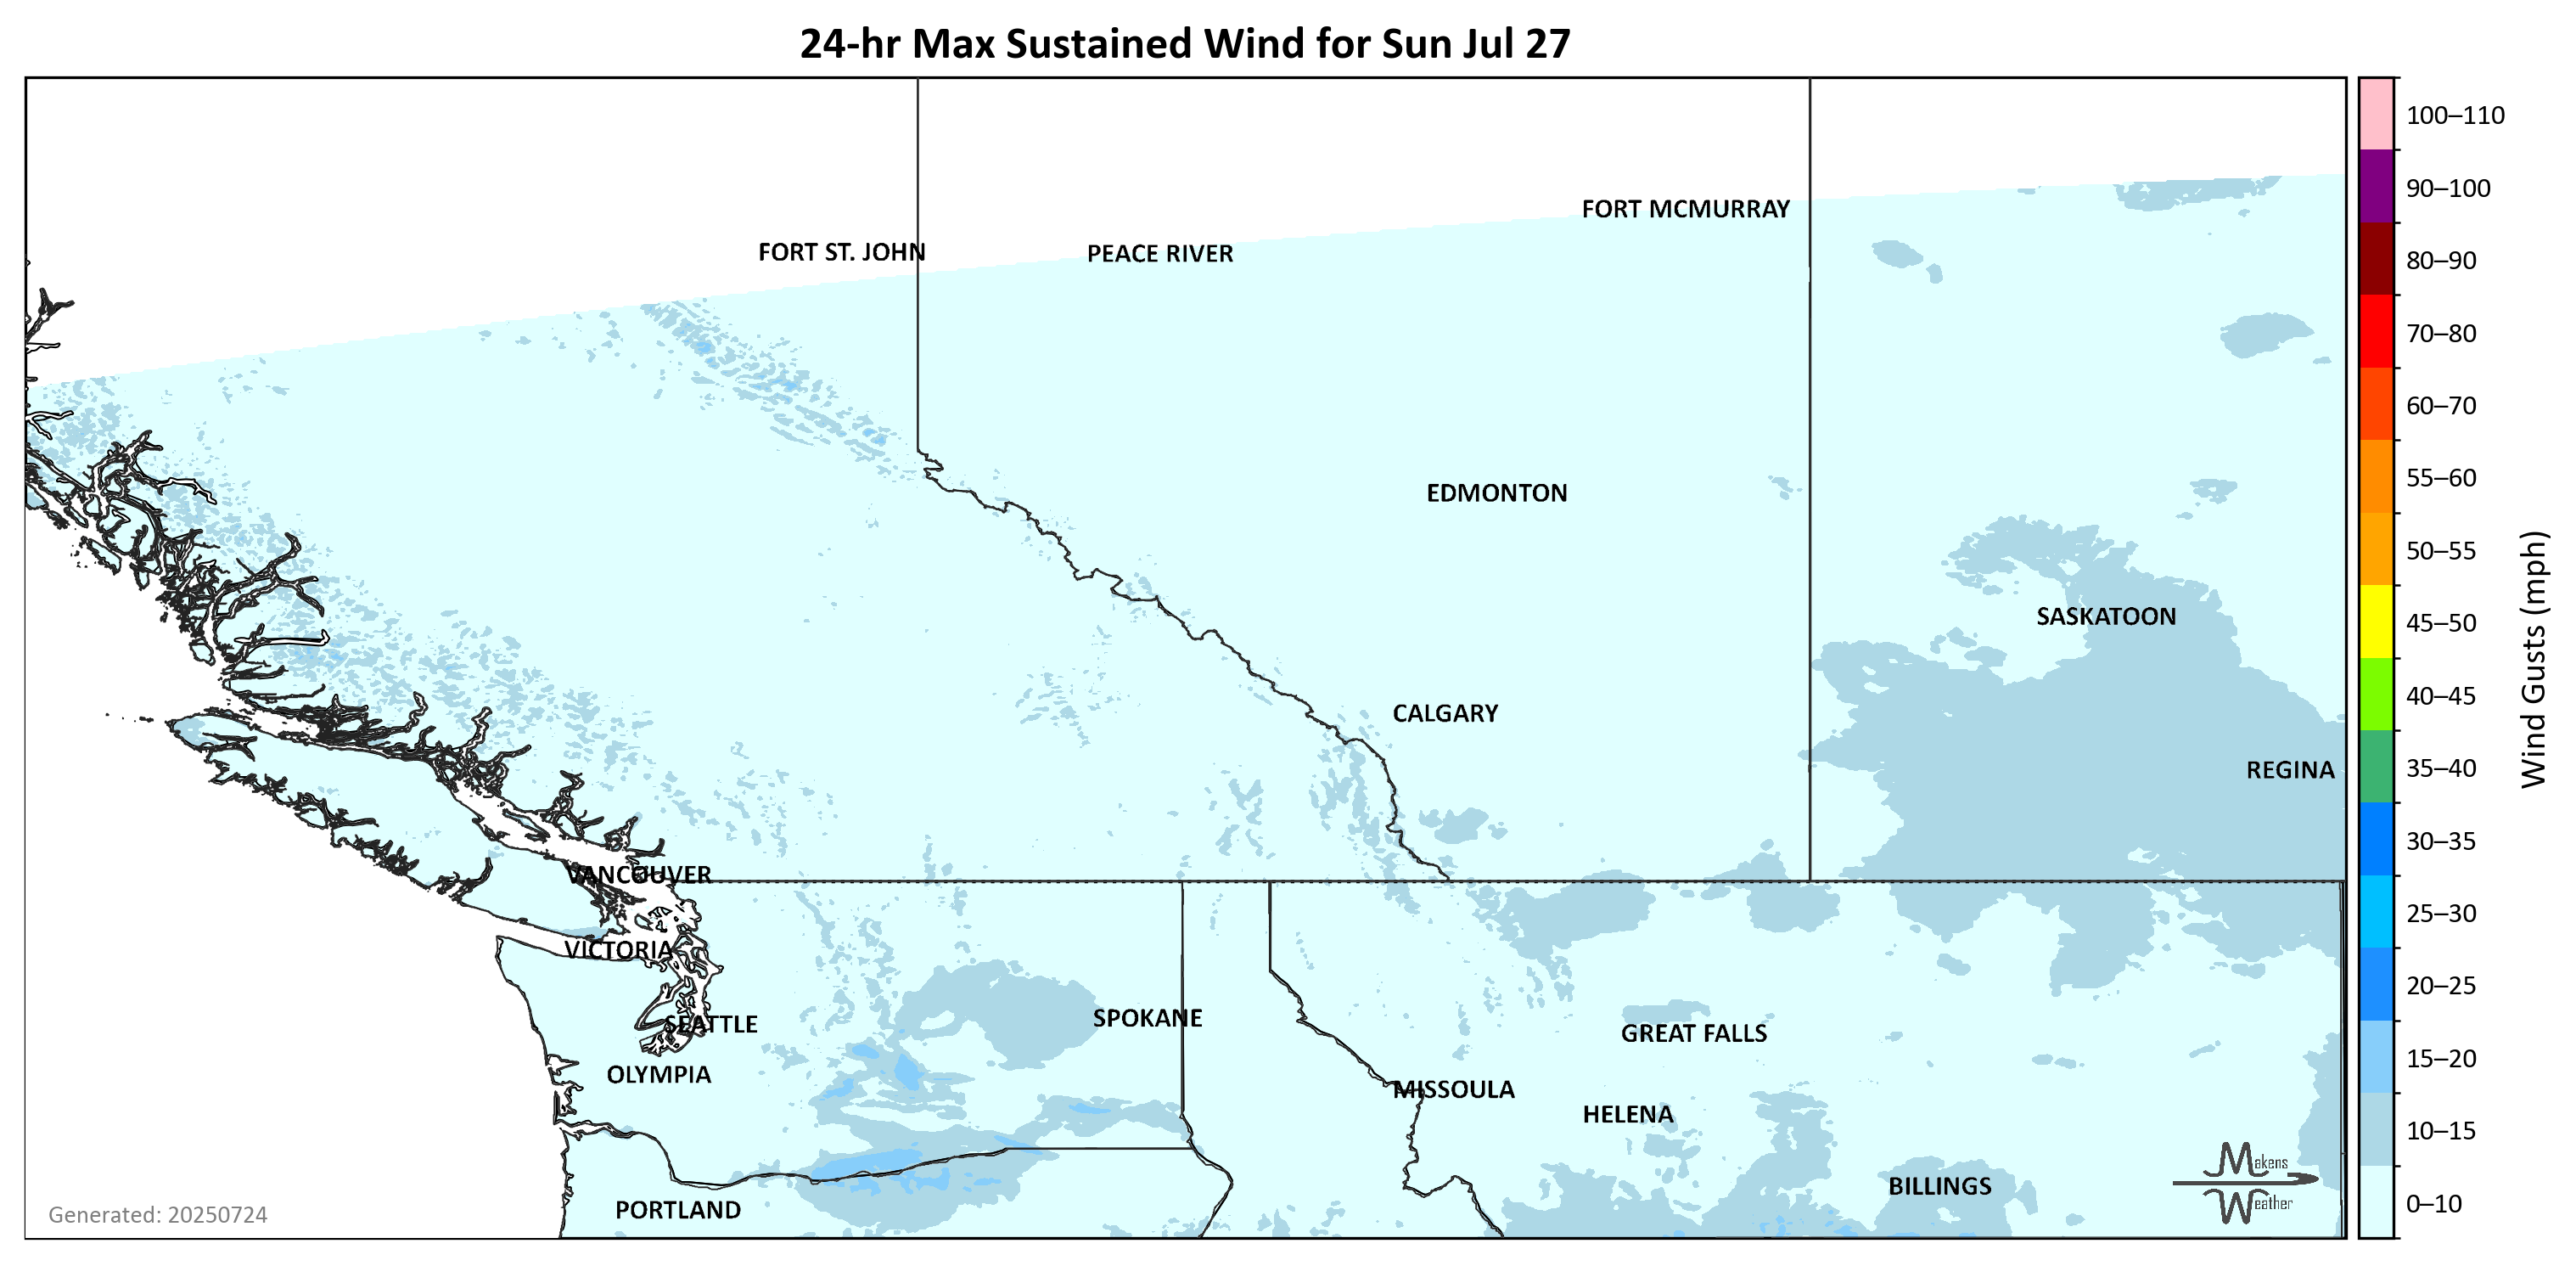 24-hr Max Sustained Wind for Sun Jul 27
100–110
90–100
80–90
70–80
60–70
55–60
50–55
45–50
40–45
35–40
30–35
25–30
20–25
15–20
10–15
0–10
Wind Gusts (mph)
FORT MCMURRAY
FORT ST. JOHN
PEACE RIVER
EDMONTON
SASKATOON
CALGARY
REGINA
VANCOUVER
VICTORIA
SPOKANE
SEATTLE
GREAT FALLS
OLYMPIA
MISSOULA
HELENA
BILLINGS
PORTLAND
Makens
Weather
Generated: 20250724